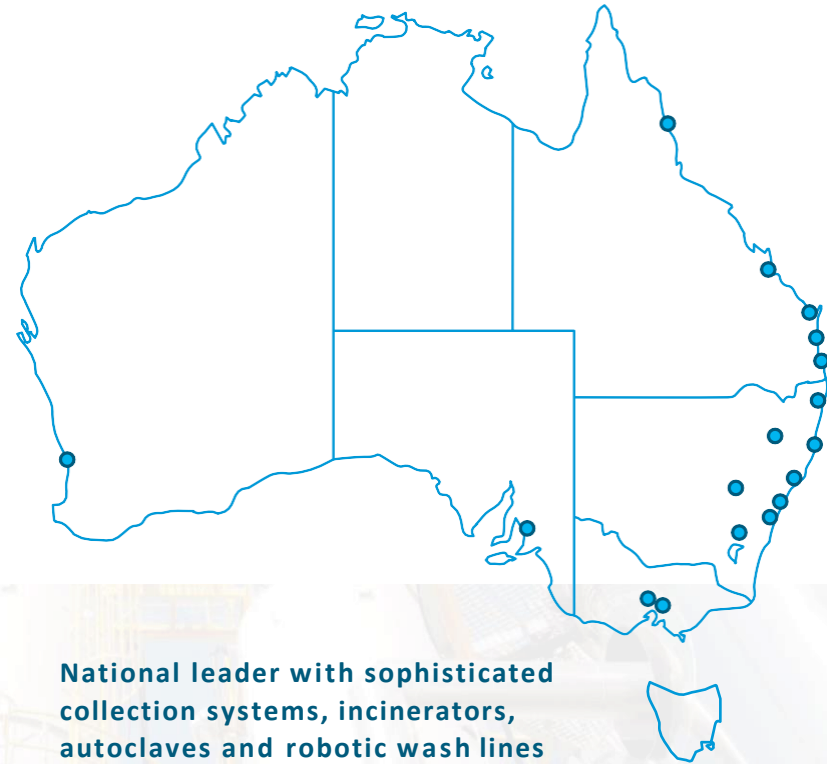 National leader with sophisticated
collection systems, incinerators,
autoclaves and robotic wash lines